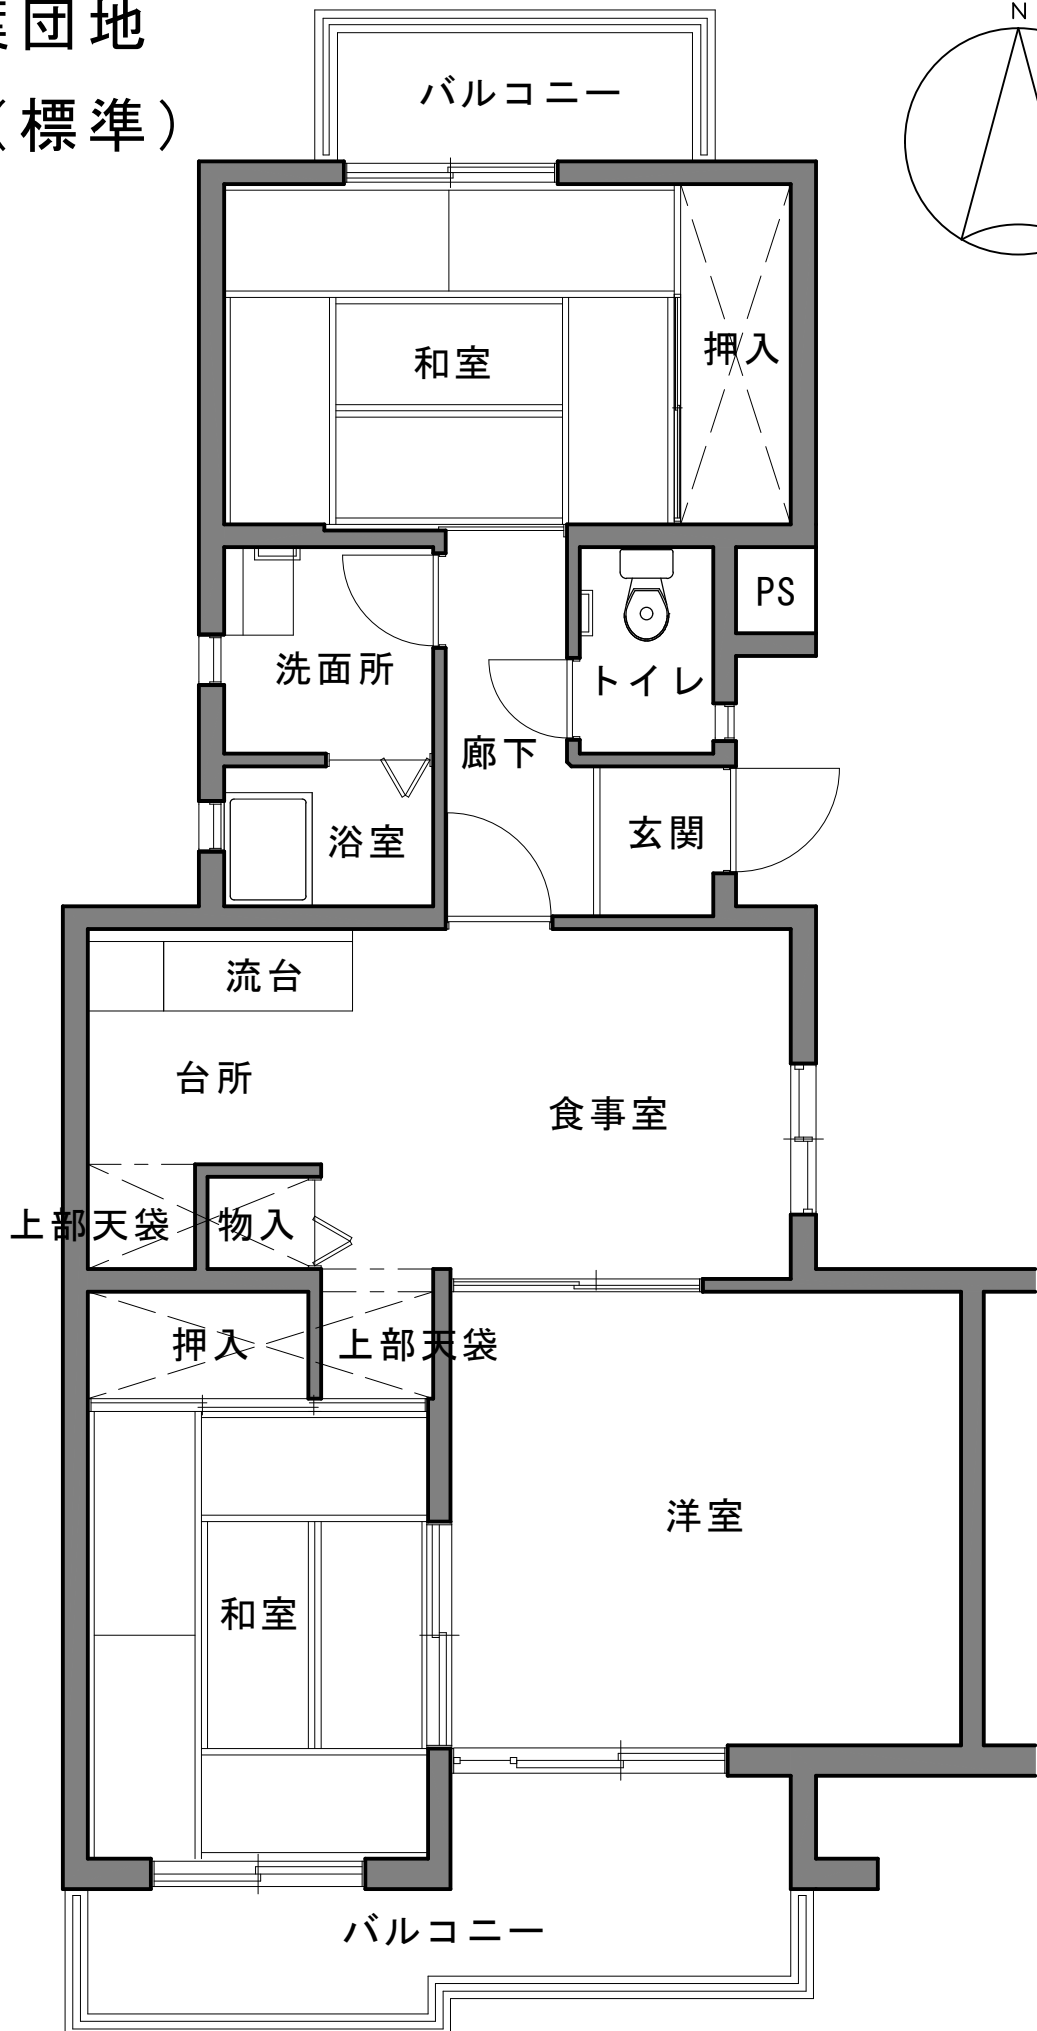 団地
（標準）
N
バルコニー
和室
押入
PS
洗面所
トイレ
廊下
浴室
玄関
流台
台所
食事室
上部天袋
物入
押入
上部天袋
洋室
和室
バルコニー